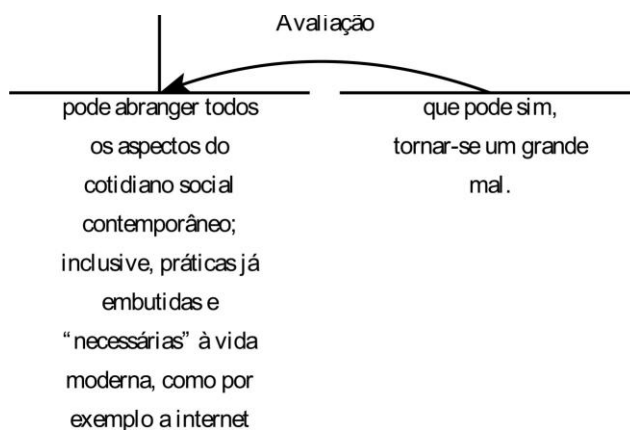 Avaliação
pode abranger todos
os aspectos do
cotidiano social
contemporâneo;
inclusive, práticas já
embutidas e
“necessárias” à vida
moderna, como por
exemplo a internet
que pode sim,
tornar-se um grande
mal.